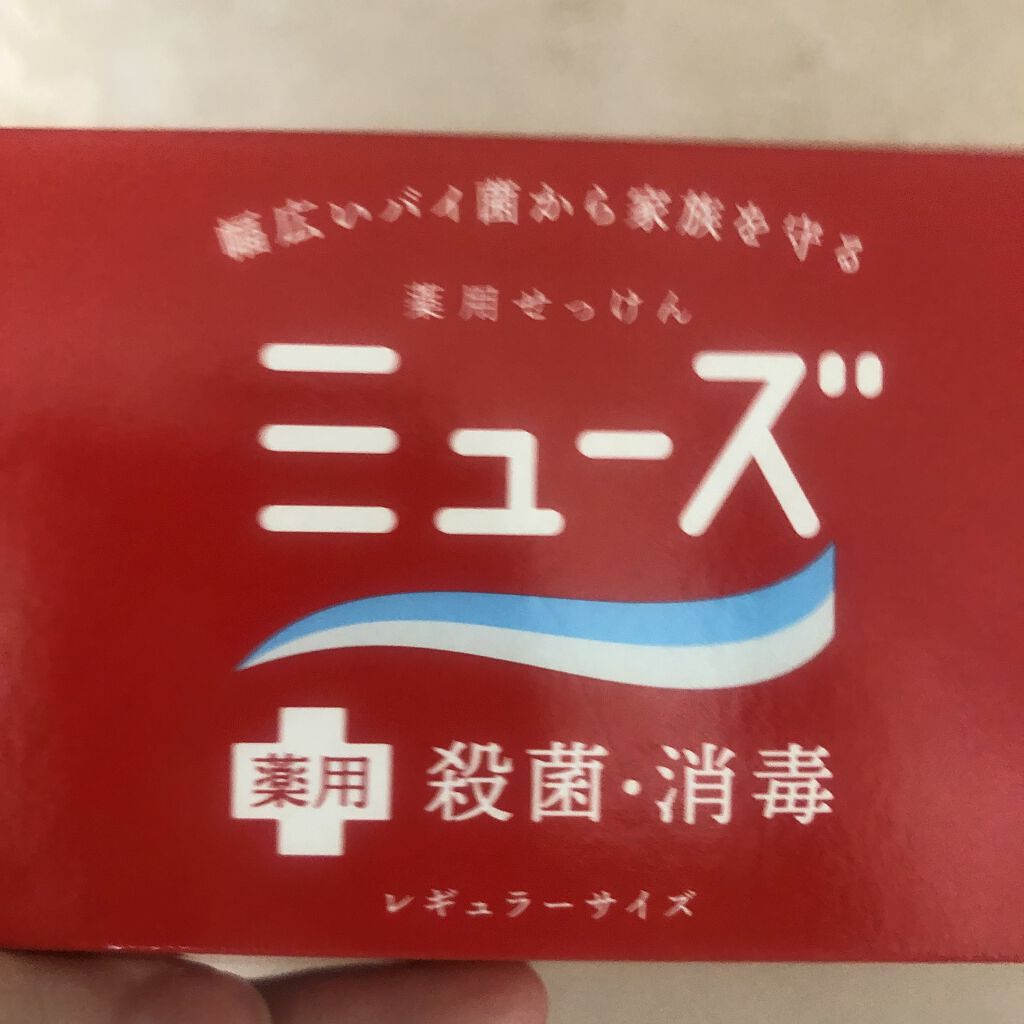 幅広いバイ菌から家族を守る
薬用せっけん
ミューズ
薬用 殺菌・消毒
レギュラーサイズ